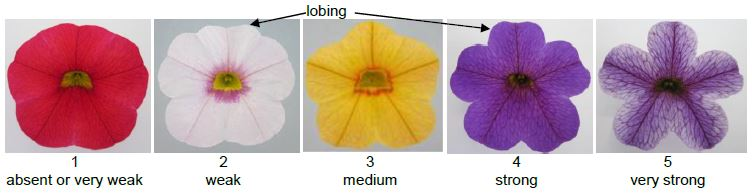 lobing
1 2 3 4 5
absent or very weak weak medium strong very strong